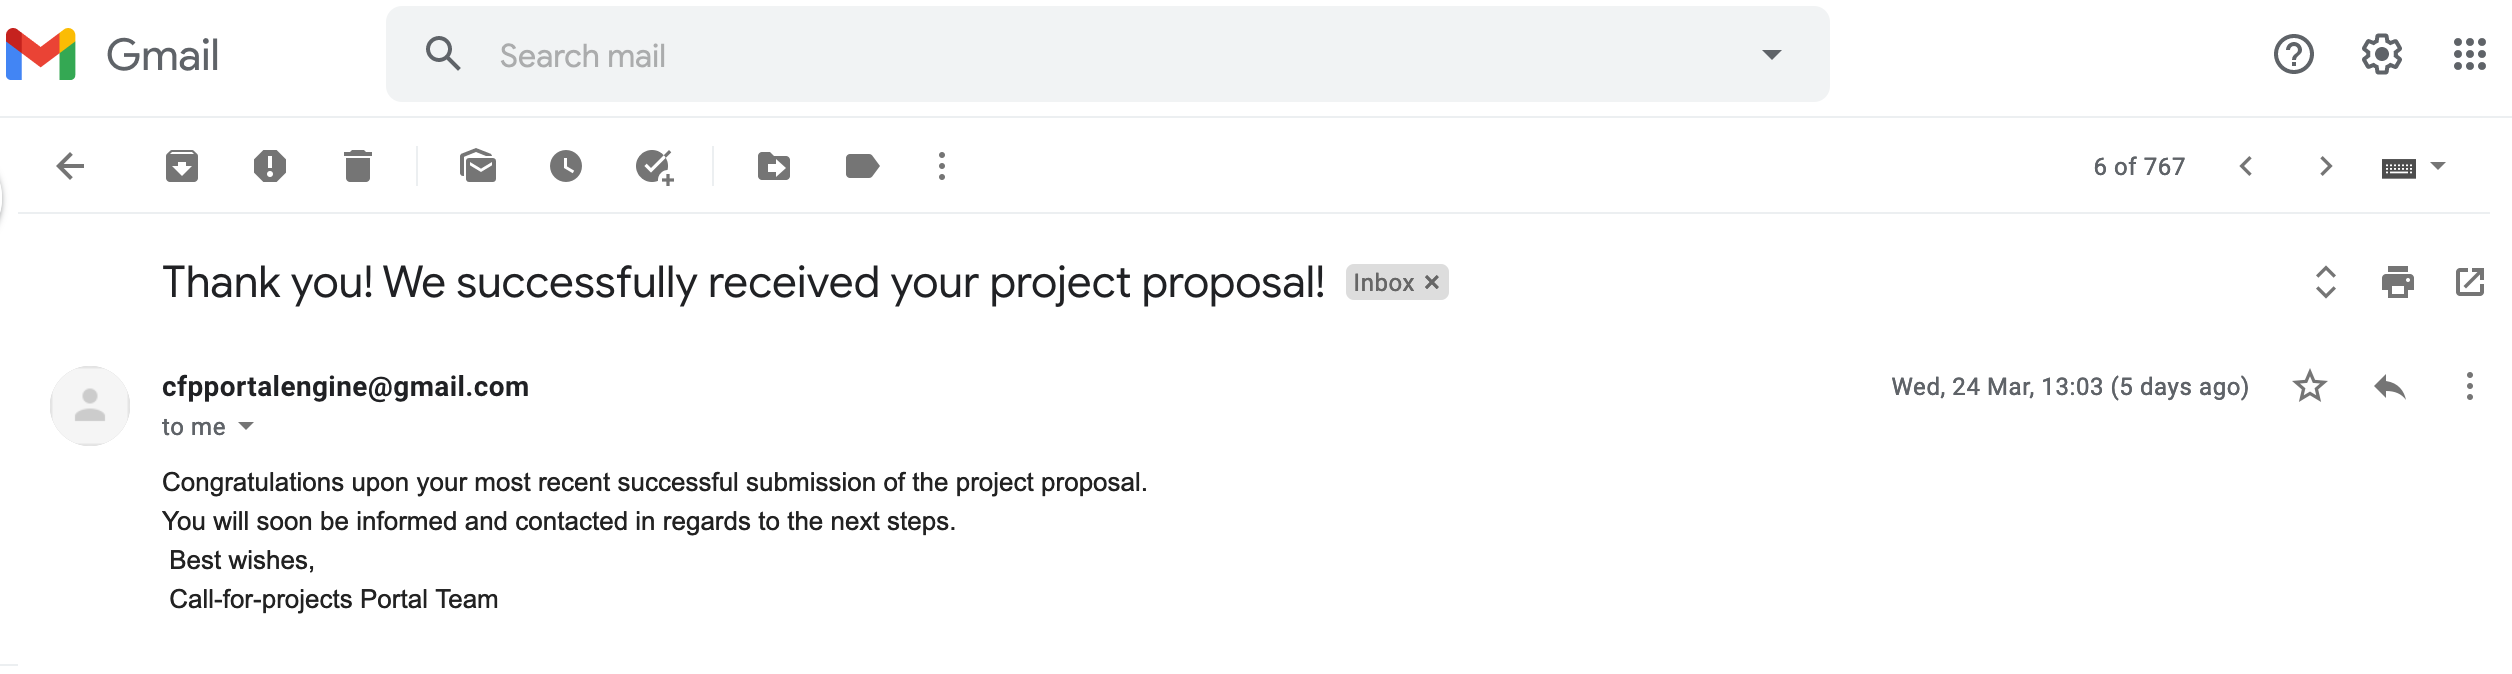 Gmail
Search mail
6 of 767
Thank you! We successfully received your project proposal! Inbox
cfpportalengine@gmail.com
Wed, 24 Mar, 13:03 (5 days ago)
to me
Congratulations upon your most recent successful submission of the project proposal.
You will soon be informed and contacted in regards to the next steps.
Best wishes,
Call-for-projects Portal Team